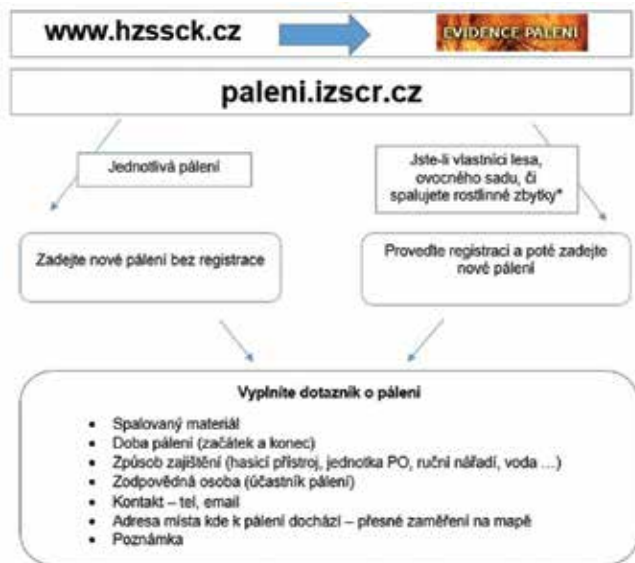 www.hzssck.cz
EVIDENCE PÁLENÍ
paleni.izscr.cz
Jednotlivá pálení
Jste-li vlastníci lesa,
ovocného sadu, či
spalujete rostlinné zbytky*
Zadejte nové pálení bez registrace
Proveďte registraci a poté zadejte
nové pálení
Vyplníte dotazník o pálení
• Spalovaný materiál
• Doba pálení (začátek a konec)
• Způsob zajištění (hasicí přístroj, jednotka PO, ruční nářadí, voda ...)
• Zodpovědná osoba (účastník pálení)
• Kontakt – tel, email
• Adresa místa kde k pálení dochází – přesné zaměření na mapě
• Poznámka